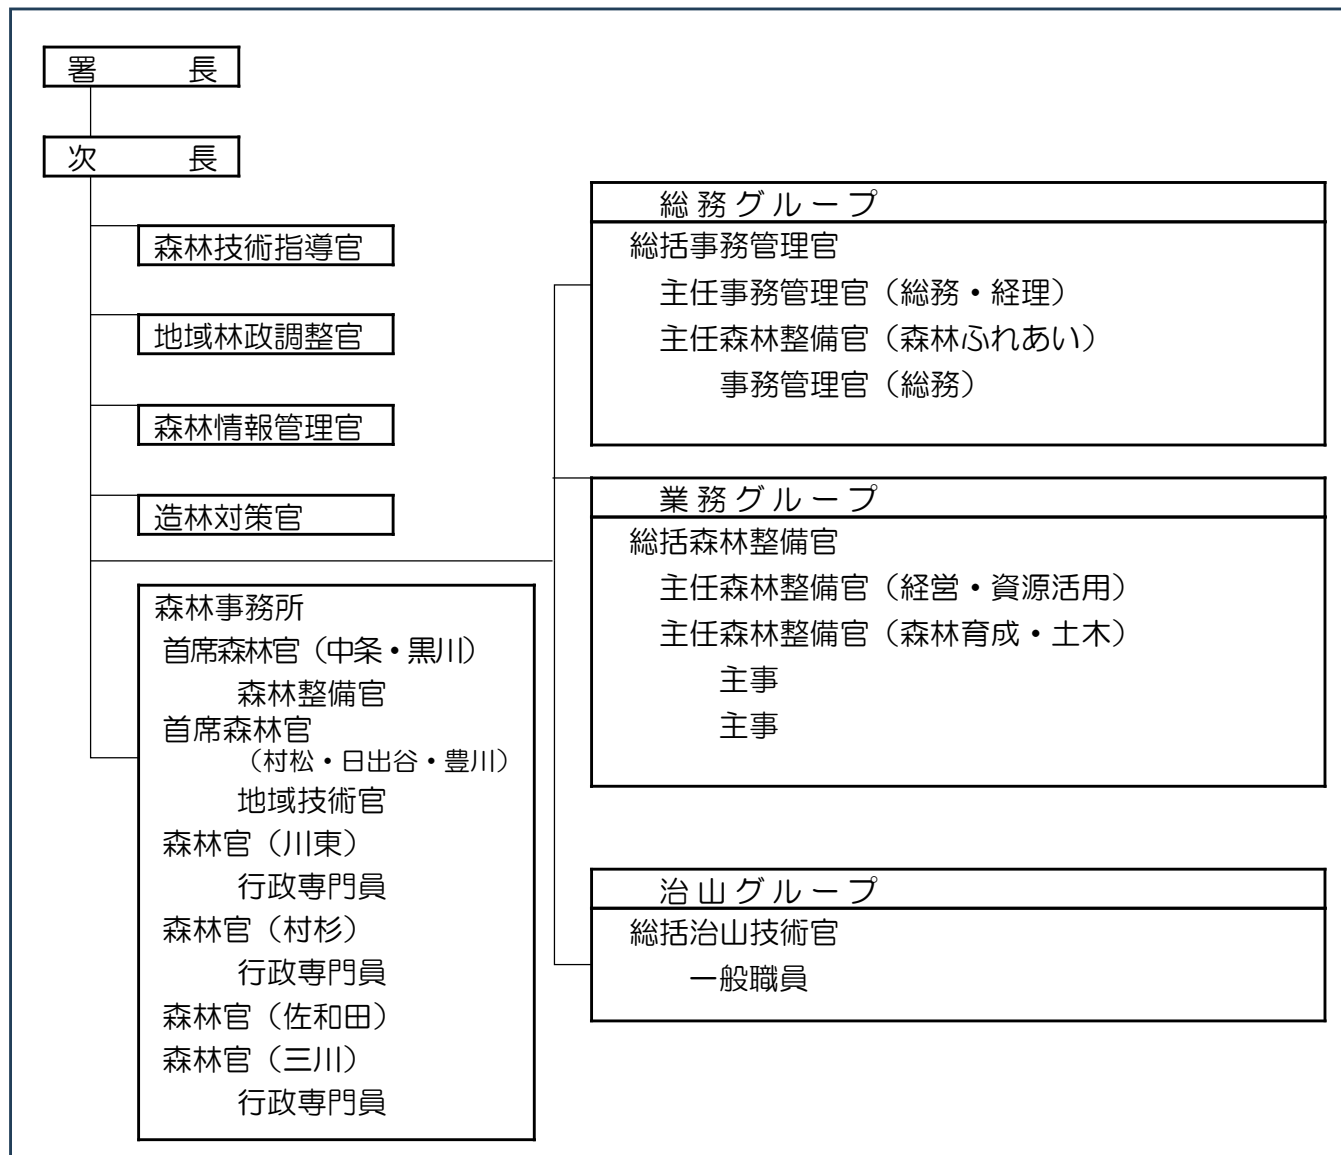 署　　　長
次　　　長
森林技術指導官
地域林政調整官
森林情報管理官
造林対策官
森林事務所
首席森林官（中条・黒川）
森林整備官
首席森林官
（村松・日出谷・豊川）
地域技術官
森林官（川東）
行政専門員
森林官（村杉）
行政専門員
森林官（佐和田）
森林官（三川）
行政専門員
総務グループ
総括事務管理官
主任事務管理官（総務・経理）
主任森林整備官（森林ふれあい）
事務管理官（総務）
業務グループ
総括森林整備官
主任森林整備官（経営・資源活用）
主任森林整備官（森林育成・土木）
主事
主事
治山グループ
総括治山技術官
一般職員